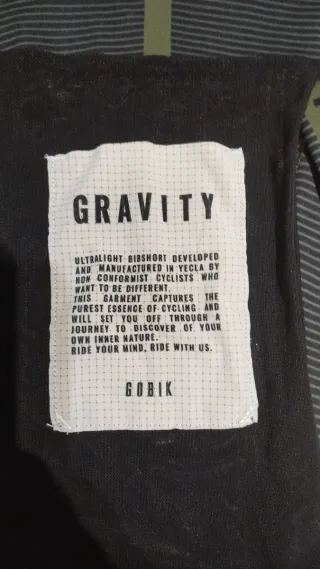 GRAVITY
ULTRALIGHT BIBSHORT DEVELOPED
AND MANUFACTURED IN YECLA BY
NON CONFORMIST CYCLISTS WHO
WANT TO BE DIFFERENT.
THIS GARMENT CAPTURES THE
PUREST ESSENCE OF CYCLING AND
WILL SET YOU OFF THROUGH A
JOURNEY TO DISCOVER OF YOUR
OWN INNER NATURE.
RIDE YOUR MIND, RIDE WITH US.
GOBIK